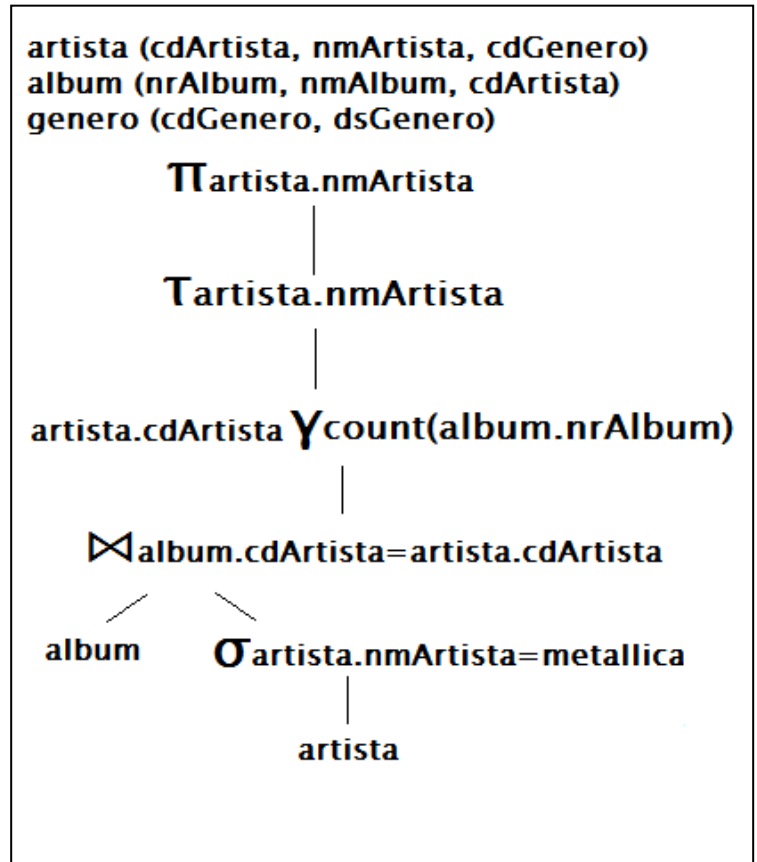 artista (cdArtista, nmArtista, cdGenero)
album (nrAlbum, nmAlbum, cdArtista)
genero (cdGenero, dsGenero)
πartista.nmArtista
τartista.nmArtista
artista.cdArtista γcount(album.nrAlbum)
⋈album.cdArtista=artista.cdArtista
album σartista.nmArtista=metallica
artista